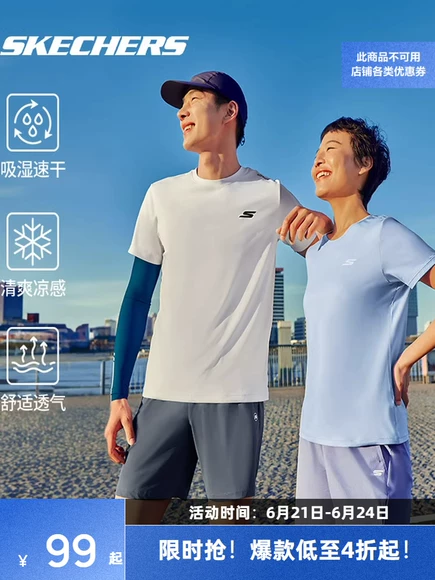 SKECHERS
此商品不可用
店铺各类优惠券
吸湿速干
清爽凉感
舒适透气
活动时间：6月21日-6月24日
¥ 99 起
限时抢！爆款低至4折起！